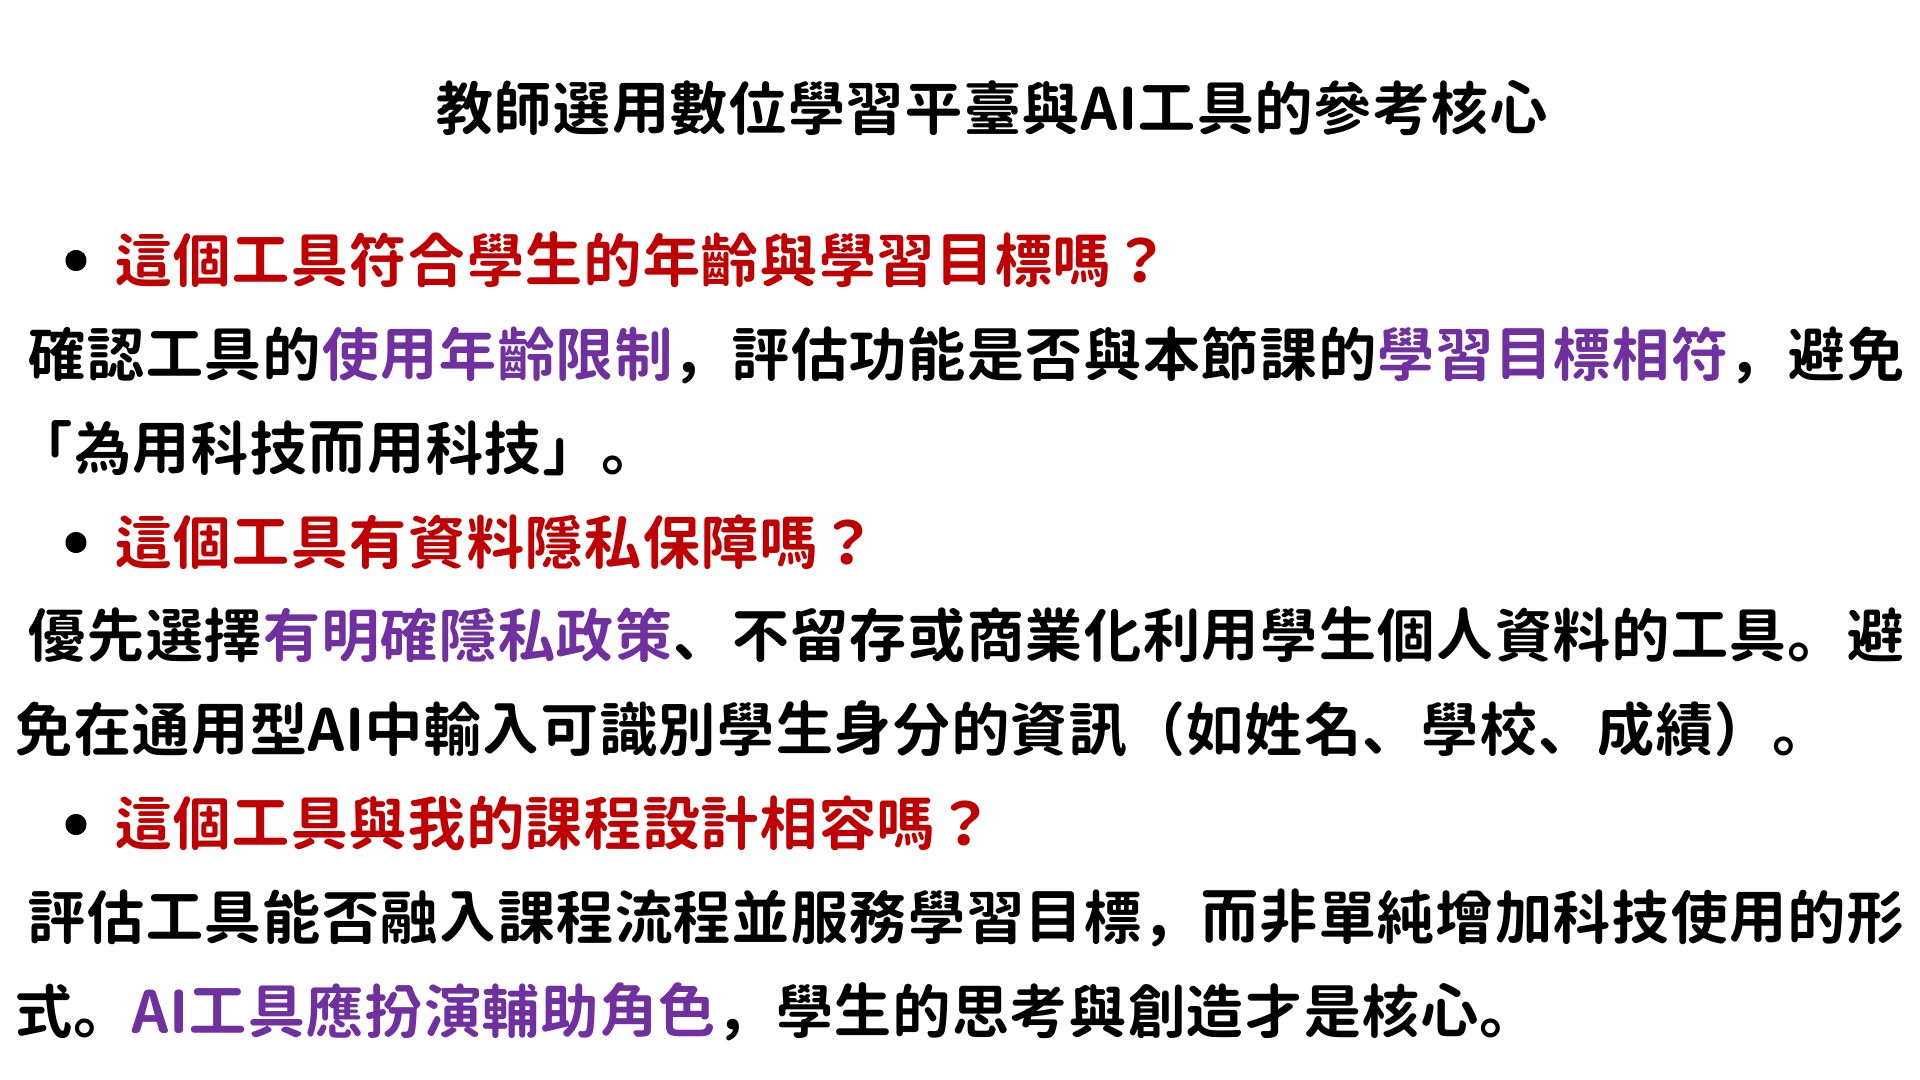 教師選用數位學習平臺與AI工具的參考核心
• 這個工具符合學生的年齡與學習目標嗎？
確認工具的使用年齡限制，評估功能是否與本節課的學習目標相符，避免
「為用科技而用科技」。
• 這個工具有資料隱私保障嗎？
優先選擇有明確隱私政策、不留存或商業化利用學生個人資料的工具。避
免在通用型AI中輸入可識別學生身分的資訊（如姓名、學校、成績）。
• 這個工具與我的課程設計相容嗎？
評估工具能否融入課程流程並服務學習目標，而非單純增加科技使用的形
式。AI工具應扮演輔助角色，學生的思考與創造才是核心。